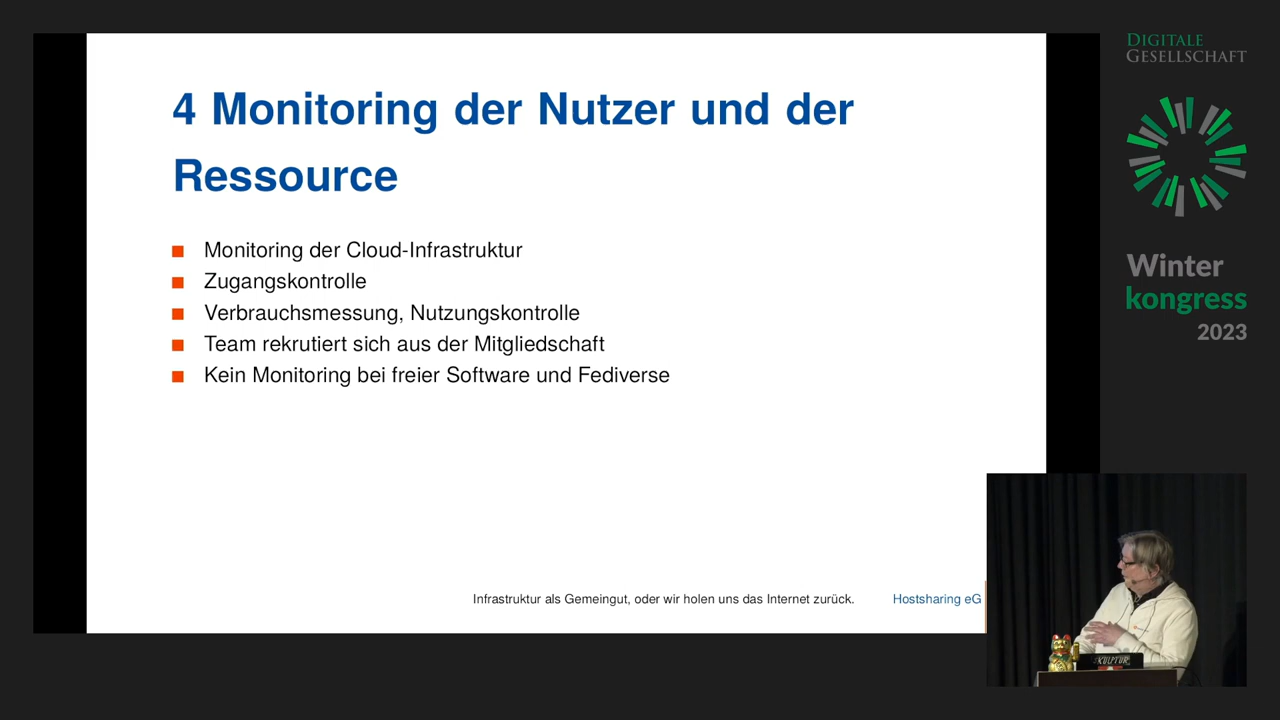 4 Monitoring der Nutzer und der
Ressource
Monitoring der Cloud-Infrastruktur
Zugangskontrolle
Verbrauchsmessung, Nutzungskontrolle
Team rekrutiert sich aus der Mitgliedschaft
Kein Monitoring bei freier Software und Fediverse
Infrastruktur als Gemeingut, oder wir holen uns das Internet zurück. Hostsharing eG
DIGITALE
GESELLSCHAFT
Winter
kongress
2023
KULTUR